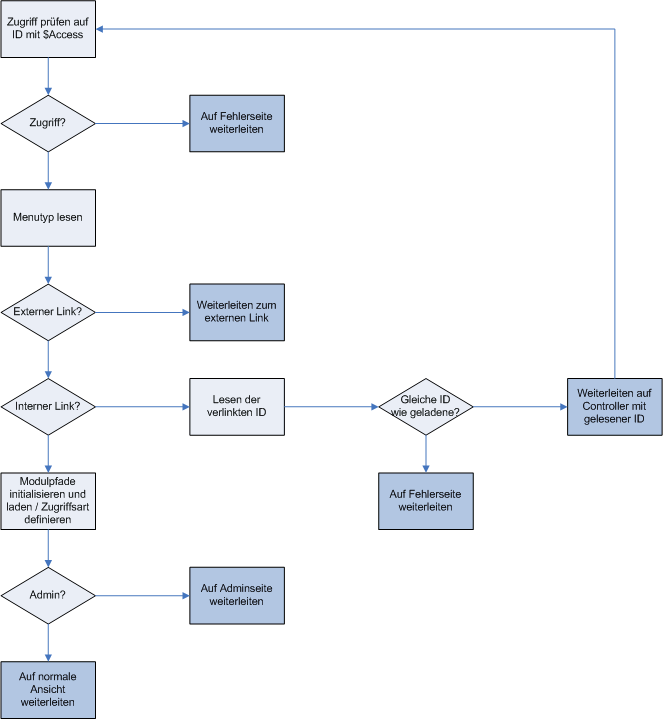 Zugriff prüfen auf
ID mit $Access
Zugriff?
Auf Fehlerseite
weiterleiten
Menutyp lesen
Externer Link?
Weiterleiten zum
externen Link
Interner Link?
Lesen der
verlinkten ID
Gleiche ID
wie geladene?
Weiterleiten auf
Controller mit
gelesener ID
Modulpfade
initialisieren und
laden / Zugriffsart
definieren
Auf Fehlerseite
weiterleiten
Admin?
Auf Adminseite
weiterleiten
Auf normale
Ansicht
weiterleiten